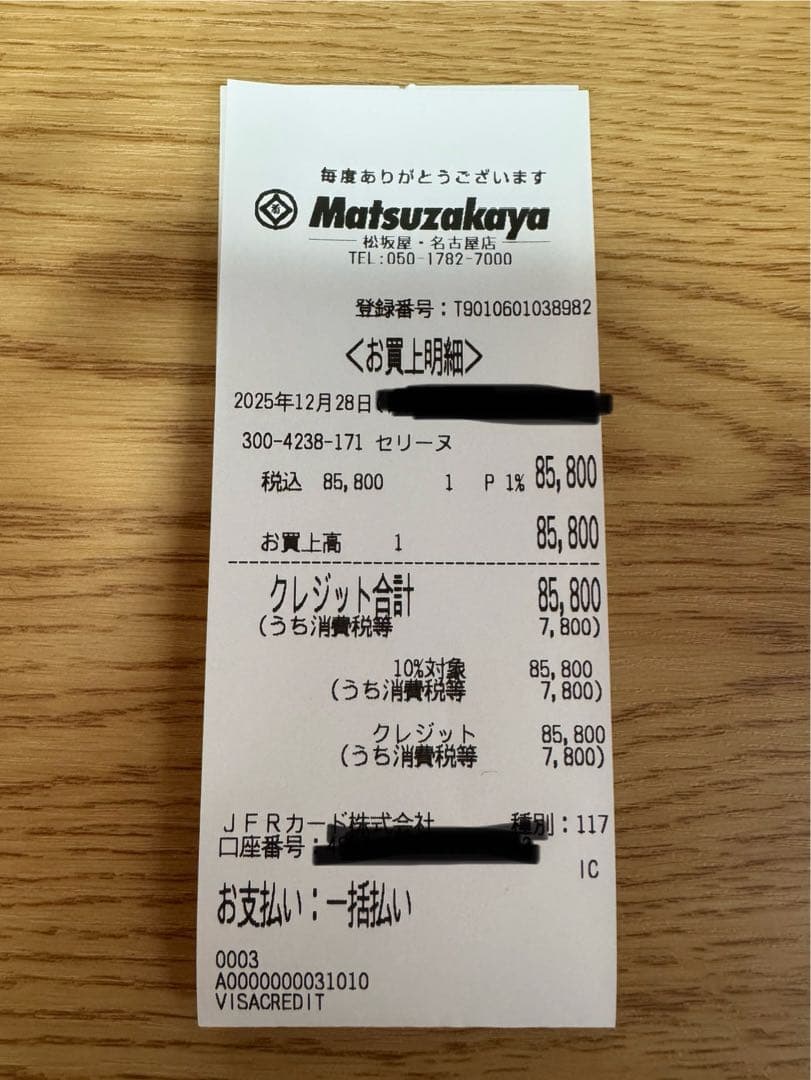 毎度ありがとうございます
Matsuzakaya
松坂屋・名古屋店
TEL:050-1782-7000
登録番号：T9010601038982
＜お買上明細＞
2025年12月28日
300-4238-171 セリーヌ
税込 85,800 1 P 1% 85,800
お買上高 1 85,800
クレジット合計 85,800
(うち消費税等 7,800)
10%対象 85,800
(うち消費税等 7,800)
クレジット 85,800
(うち消費税等 7,800)
JFRカード株式会社 種別：117
口座番号：
IC
お支払い：一括払い
0003
A0000000031010
VISACREDIT